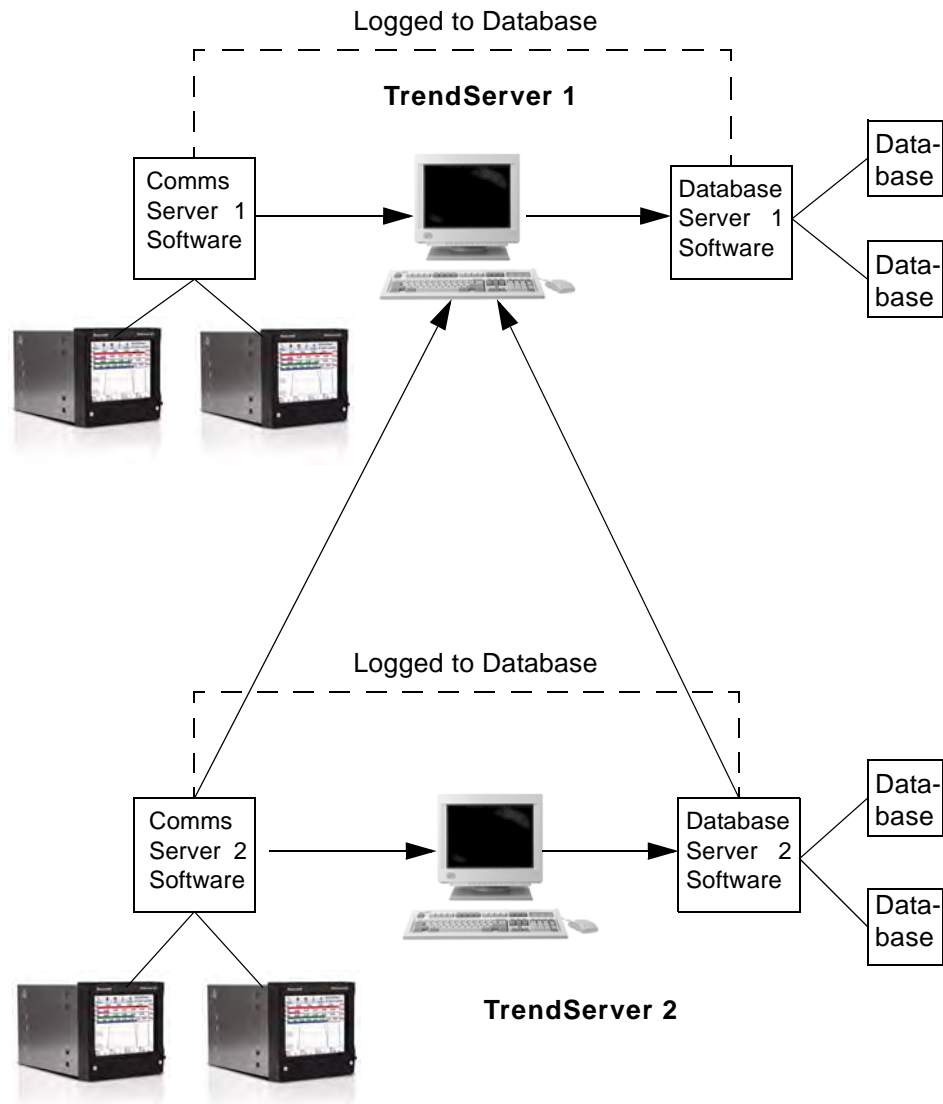 Logged to Database
TrendServer 1
Comms
Server 1
Software
Database
Server 1
Software
Data-
base
Data-
base
Logged to Database
Comms
Server 2
Software
Database
Server 2
Software
Data-
base
Data-
base
TrendServer 2